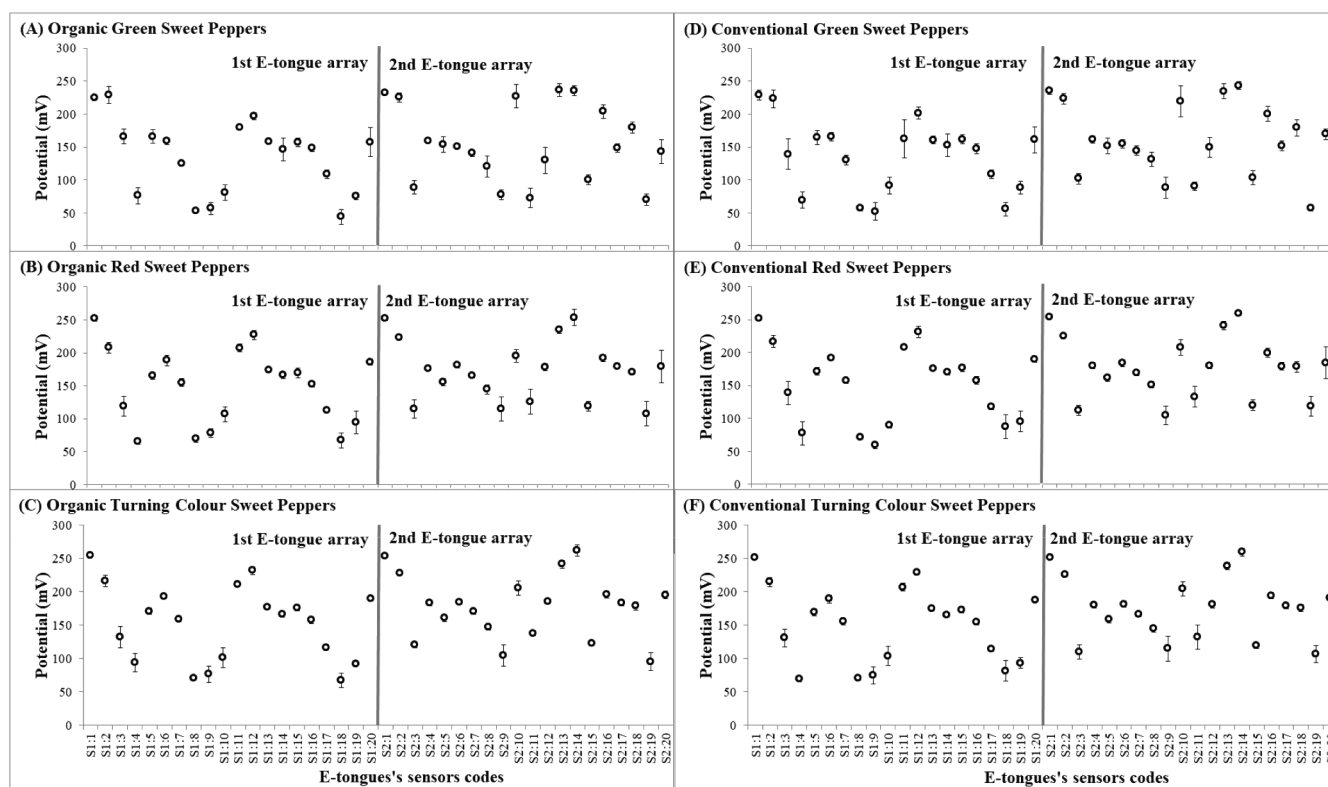 (A) Organic Green Sweet Peppers
Potential (mV)
300
250
200
150
100
50
0
1st E-tongue array
2nd E-tongue array
(D) Conventional Green Sweet Peppers
Potential (mV)
300
250
200
150
100
50
0
1st E-tongue array
2nd E-tongue array
(B) Organic Red Sweet Peppers
Potential (mV)
300
250
200
150
100
50
0
1st E-tongue array
2nd E-tongue array
(E) Conventional Red Sweet Peppers
Potential (mV)
300
250
200
150
100
50
0
1st E-tongue array
2nd E-tongue array
(C) Organic Turning Colour Sweet Peppers
Potential (mV)
300
250
200
150
100
50
0
1st E-tongue array
2nd E-tongue array
S1:1
S1:2
S1:3
S1:4
S1:5
S1:6
S1:7
S1:8
S1:9
S1:10
S1:11
S1:12
S1:13
S1:14
S1:15
S1:16
S1:17
S1:18
S1:19
S1:20
S2:1
S2:2
S2:3
S2:4
S2:5
S2:6
S2:7
S2:8
S2:9
S2:10
S2:11
S2:12
S2:13
S2:14
S2:15
S2:16
S2:17
S2:18
S2:19
S2:20
E-tongues's sensors codes
(F) Conventional Turning Colour Sweet Peppers
Potential (mV)
300
250
200
150
100
50
0
1st E-tongue array
2nd E-tongue array
S1:1
S1:2
S1:3
S1:4
S1:5
S1:6
S1:7
S1:8
S1:9
S1:10
S1:11
S1:12
S1:13
S1:14
S1:15
S1:16
S1:17
S1:18
S1:19
S1:20
S2:1
S2:2
S2:3
S2:4
S2:5
S2:6
S2:7
S2:8
S2:9
S2:10
S2:11
S2:12
S2:13
S2:14
S2:15
S2:16
S2:17
S2:18
S2:19
E-tongues's sensors codes